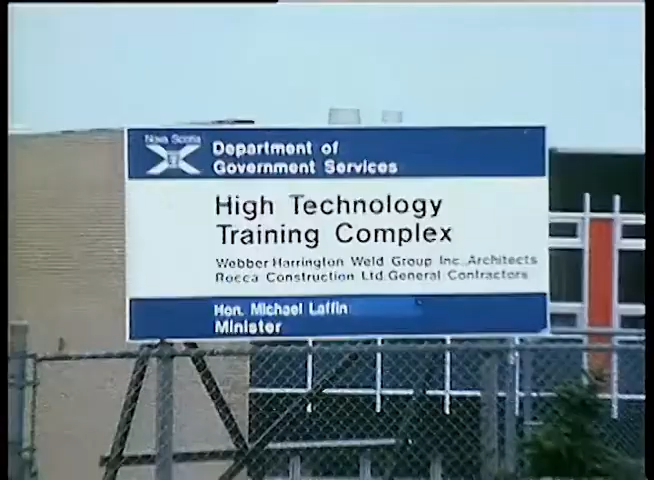 Nova Scotia
Department of
Government Services
High Technology
Training Complex
Webber Harrington Weld Group Inc. Architects
Rocca Construction Ltd. General Contractors
Hon. Michael Laffin
Minister